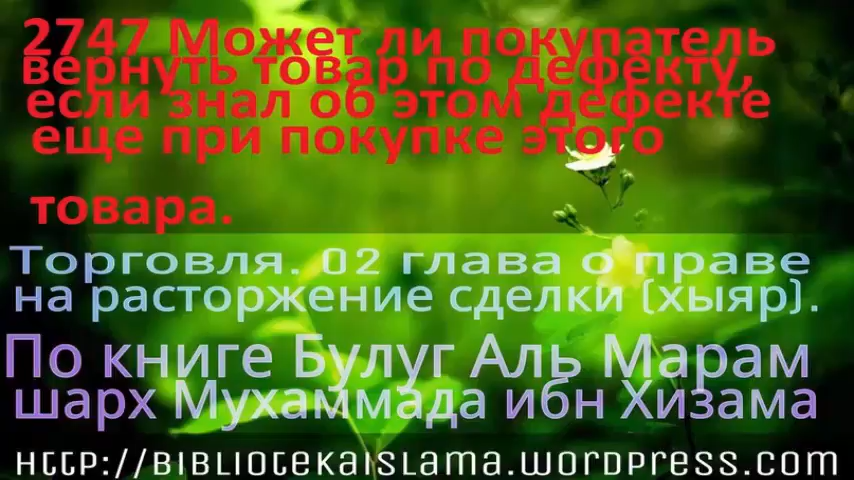 2747 Может ли покупатель
вернуть товар по дефекту,
если знал об этом дефекте
еще при покупке этого
товара.
Торговля. 02 глава о праве
на расторжение сделки (хыяр).
По книге Булуг Аль Марам
шарх Мухаммада ибн Хизама
Http://bibliotekaislama.wordpress.com